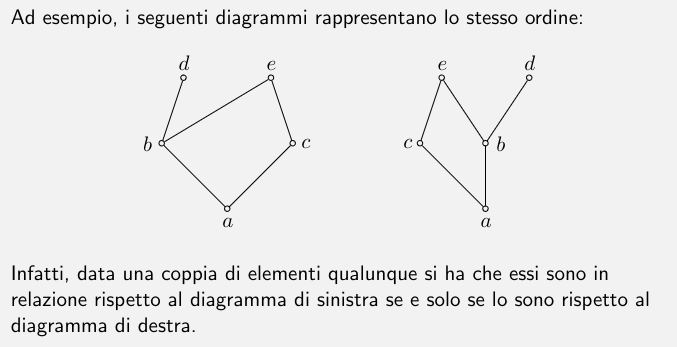 Ad esempio, i seguenti diagrammi rappresentano lo stesso ordine:
d e e d
b c c b
a a
Infatti, data una coppia di elementi qualunque si ha che essi sono in
relazione rispetto al diagramma di sinistra se e solo se lo sono rispetto al
diagramma di destra.